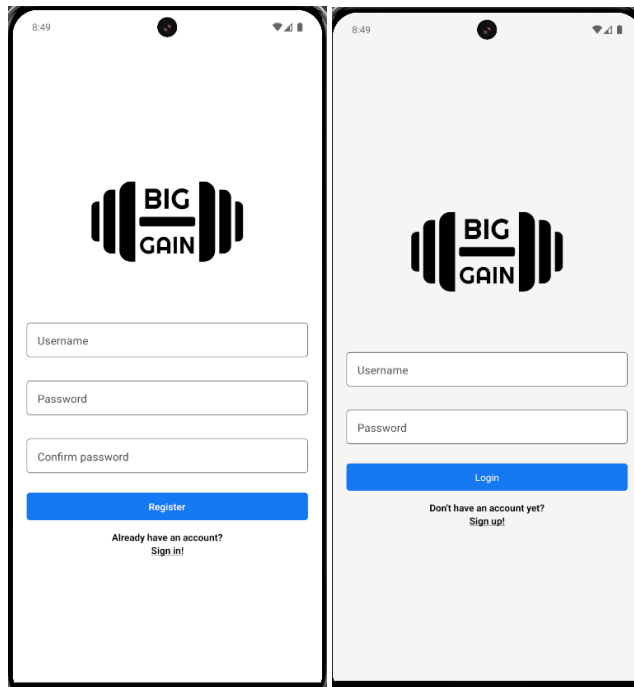 8:49
BIG
GAIN
Username
Password
Confirm password
Register
Already have an account?
Sign in!
8:49
BIG
GAIN
Username
Password
Login
Don't have an account yet?
Sign up!